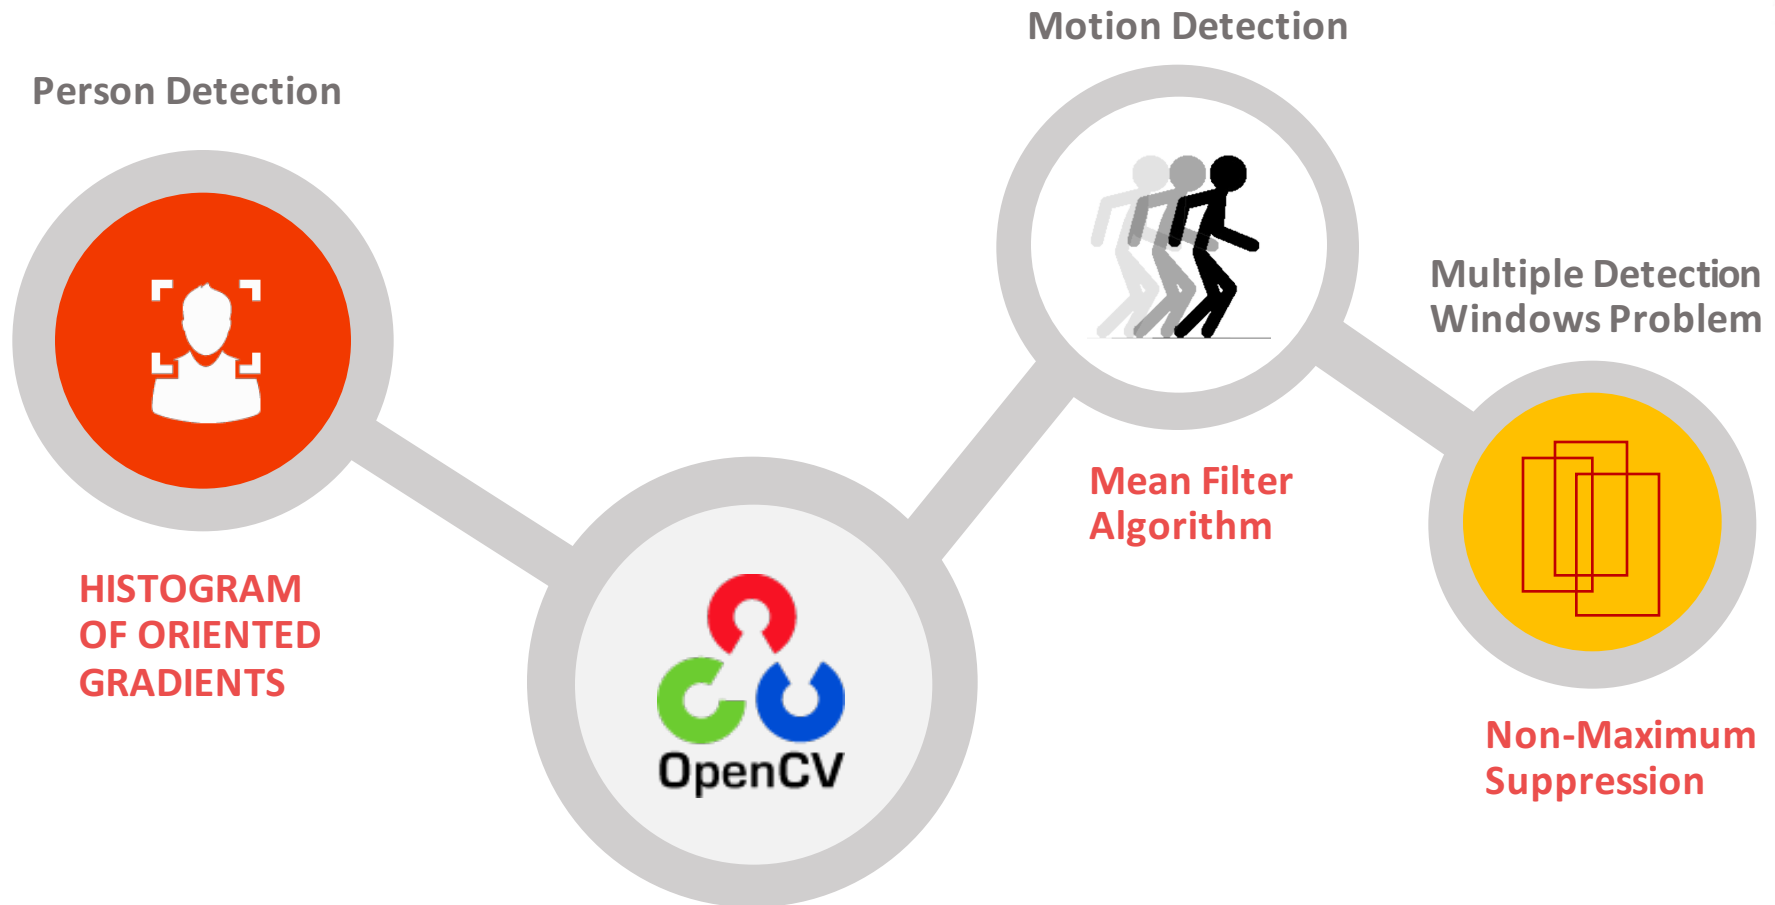 Person Detection
HISTOGRAM
OF ORIENTED
GRADIENTS
OpenCV
Motion Detection
Mean Filter
Algorithm
Multiple Detection
Windows Problem
Non-Maximum
Suppression